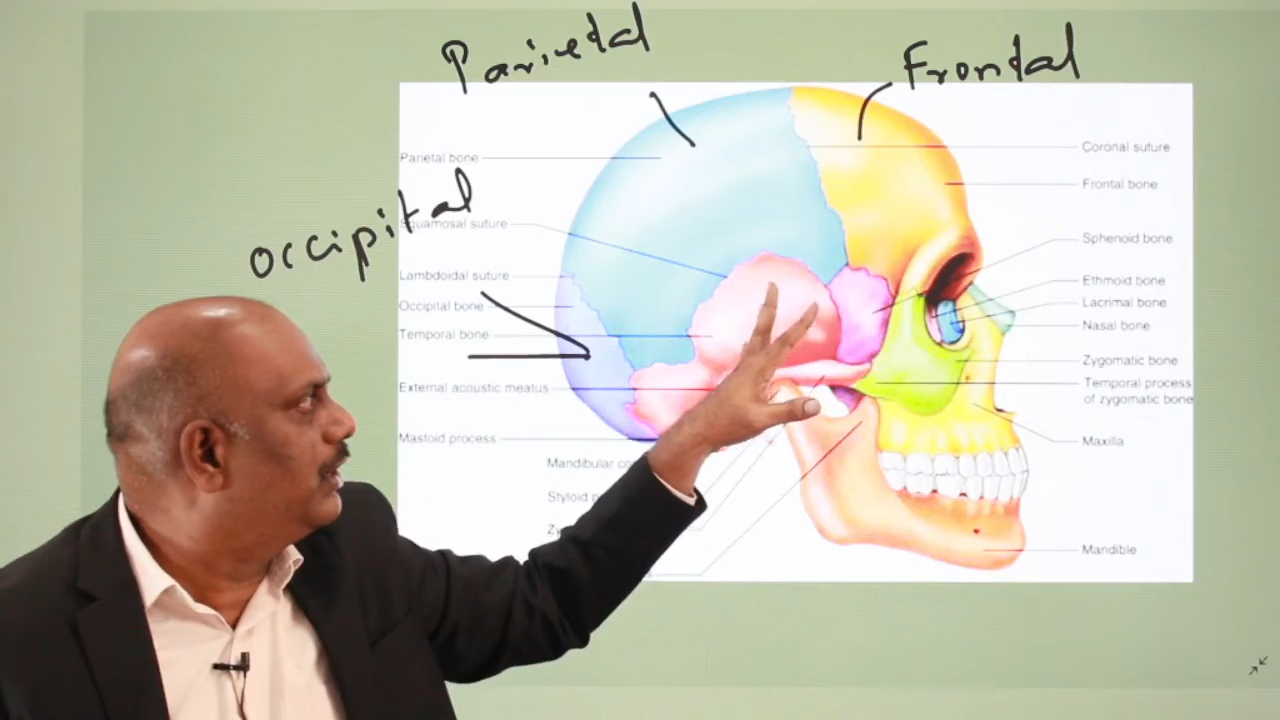 Parietal
Frontal
Parietal bone
Coronal suture
Frontal bone
occipital
Squamosal suture
Sphenoid bone
Lambdoidal suture
Ethmoid bone
Occipital bone
Lacrimal bone
Temporal bone
Nasal bone
Zygomatic bone
External acoustic meatus
Temporal process
of zygomatic bone
Mastoid process
Maxilla
Mandibular
Styloid
Mandible